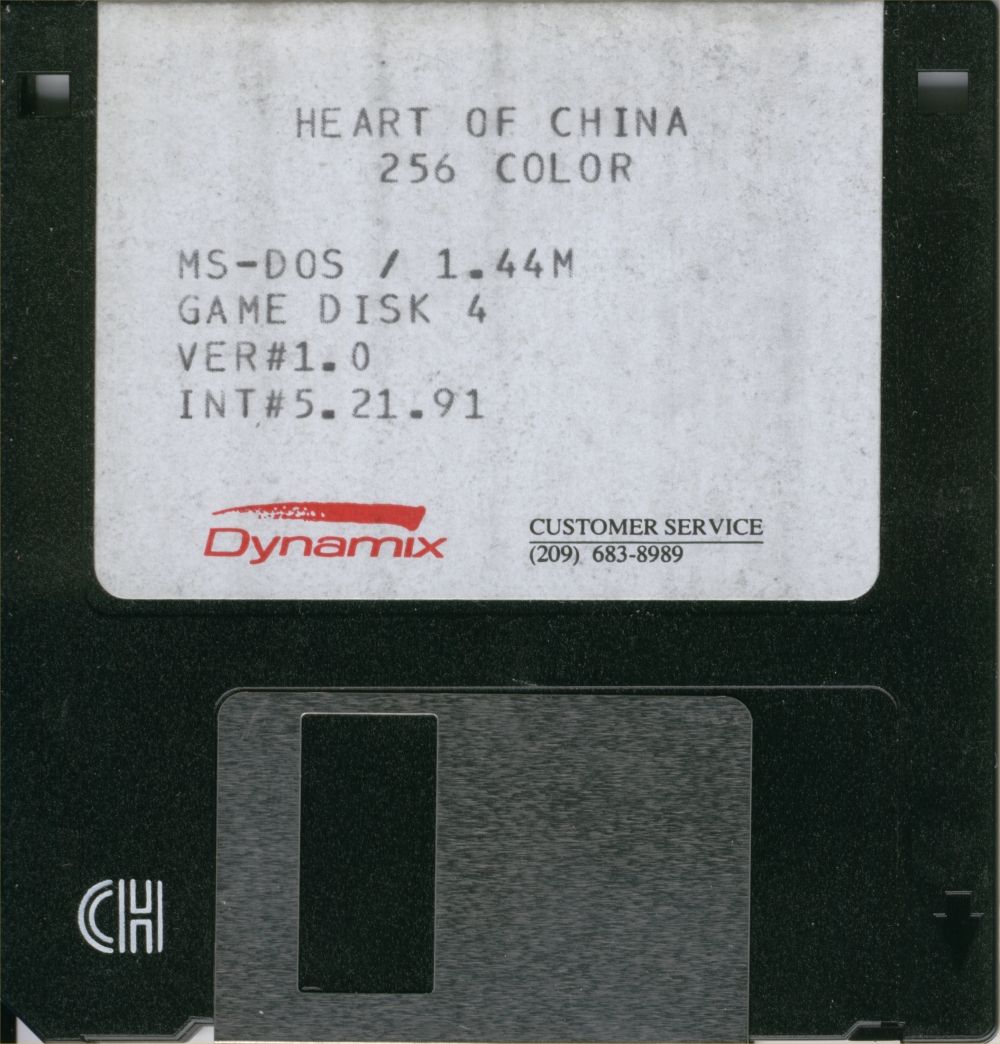 HEART OF CHINA
256 COLOR
MS-DOS / 1.44M
GAME DISK 4
VER#1.0
INT#5.21.91
Dynamix
CUSTOMER SERVICE
(209) 683-8989
CH